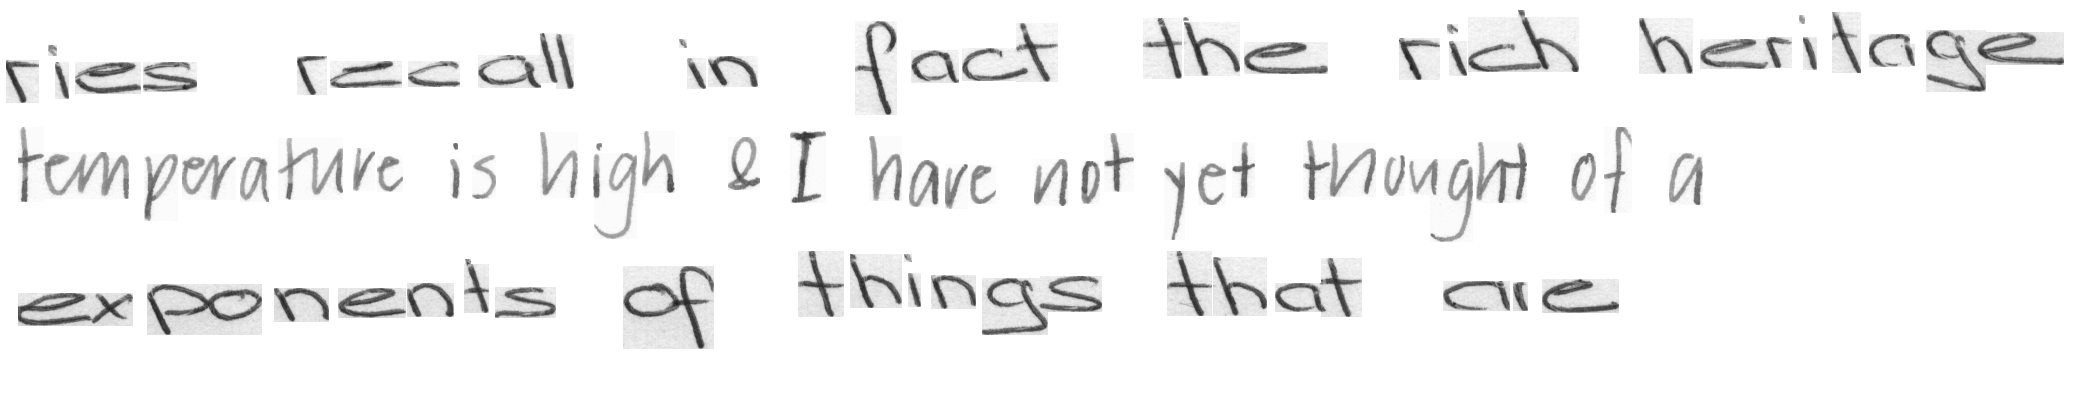 ries recall in fact the rich heritage
temperature is high & I have not yet thought of a
exponents of things that are